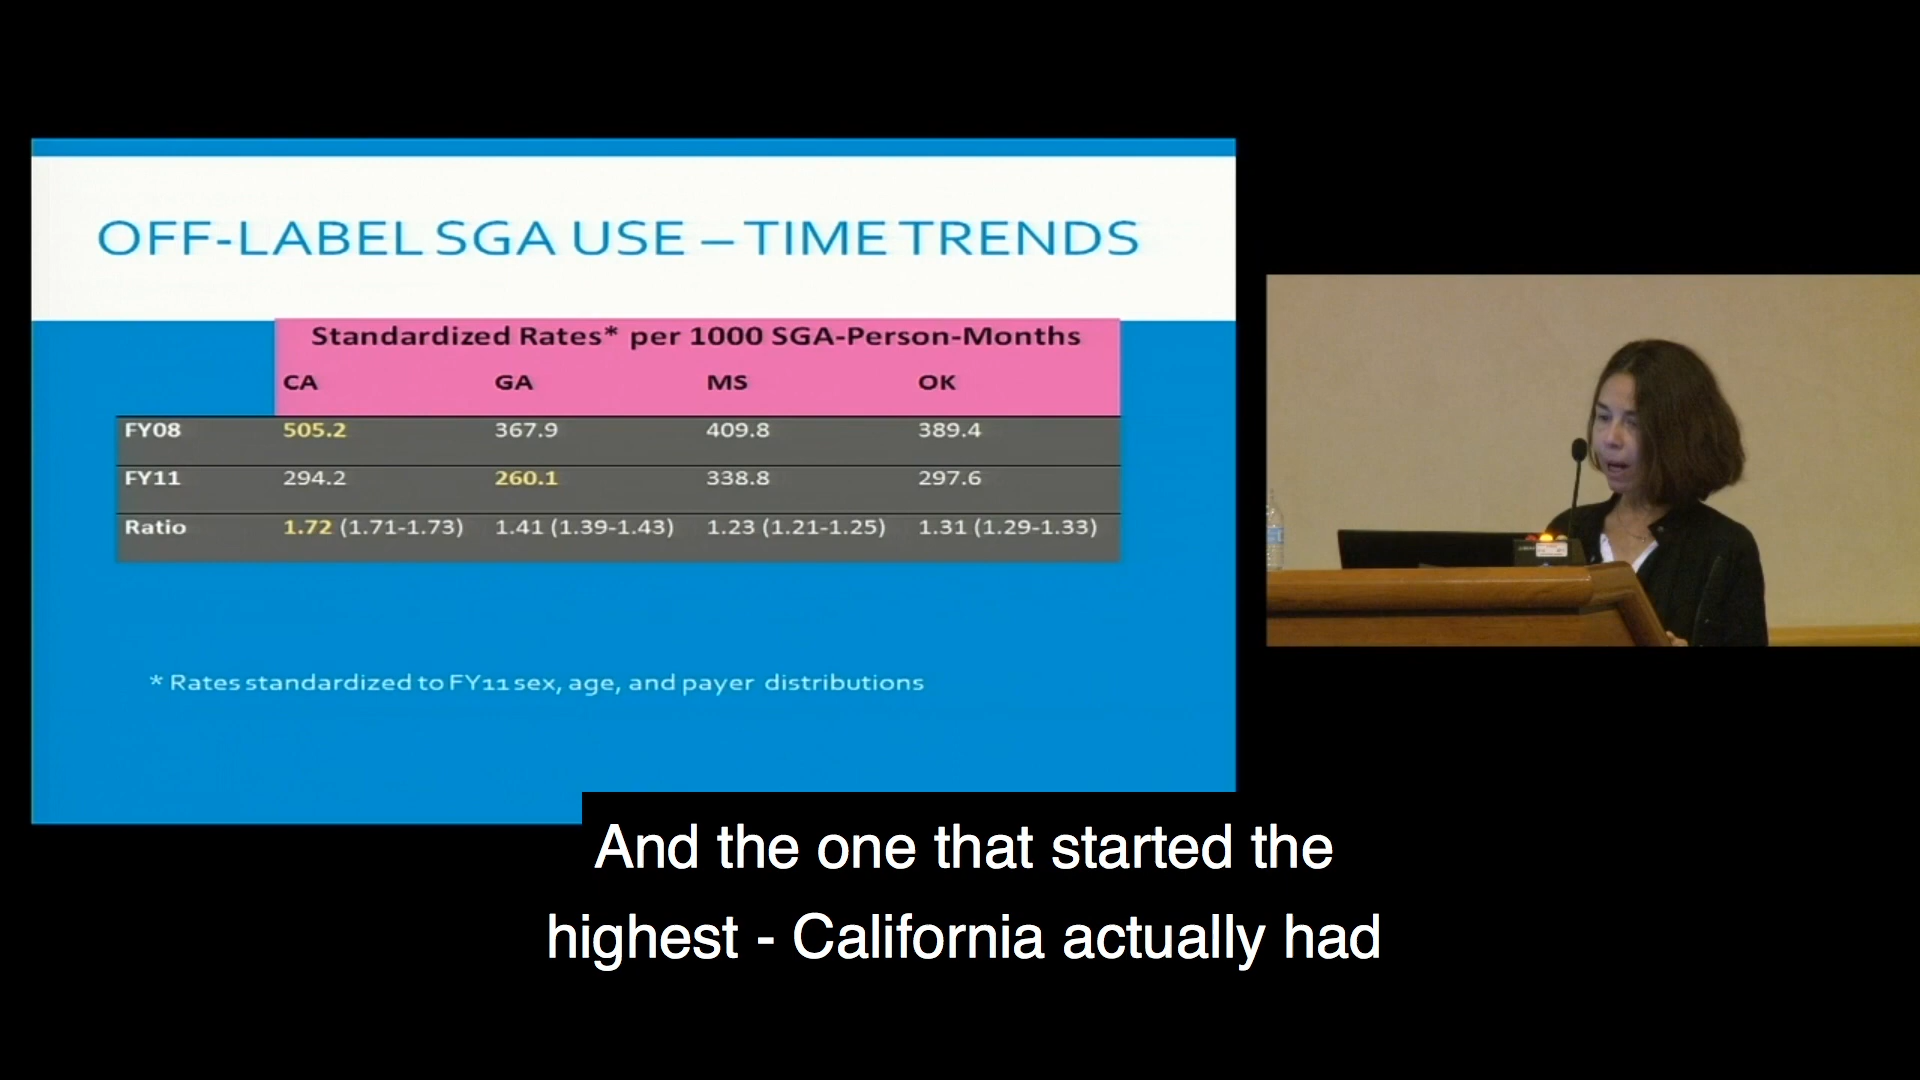 OFF-LABEL SGA USE – TIME TRENDS
Standardized Rates* per 1000 SGA-Person-Months
CA GA MS OK
FY08 505.2 367.9 409.8 389.4
FY11 294.2 260.1 338.8 297.6
Ratio 1.72 (1.71-1.73) 1.41 (1.39-1.43) 1.23 (1.21-1.25) 1.31 (1.29-1.33)
* Rates standardized to FY11 sex, age, and payer distributions
And the one that started the
highest - California actually had